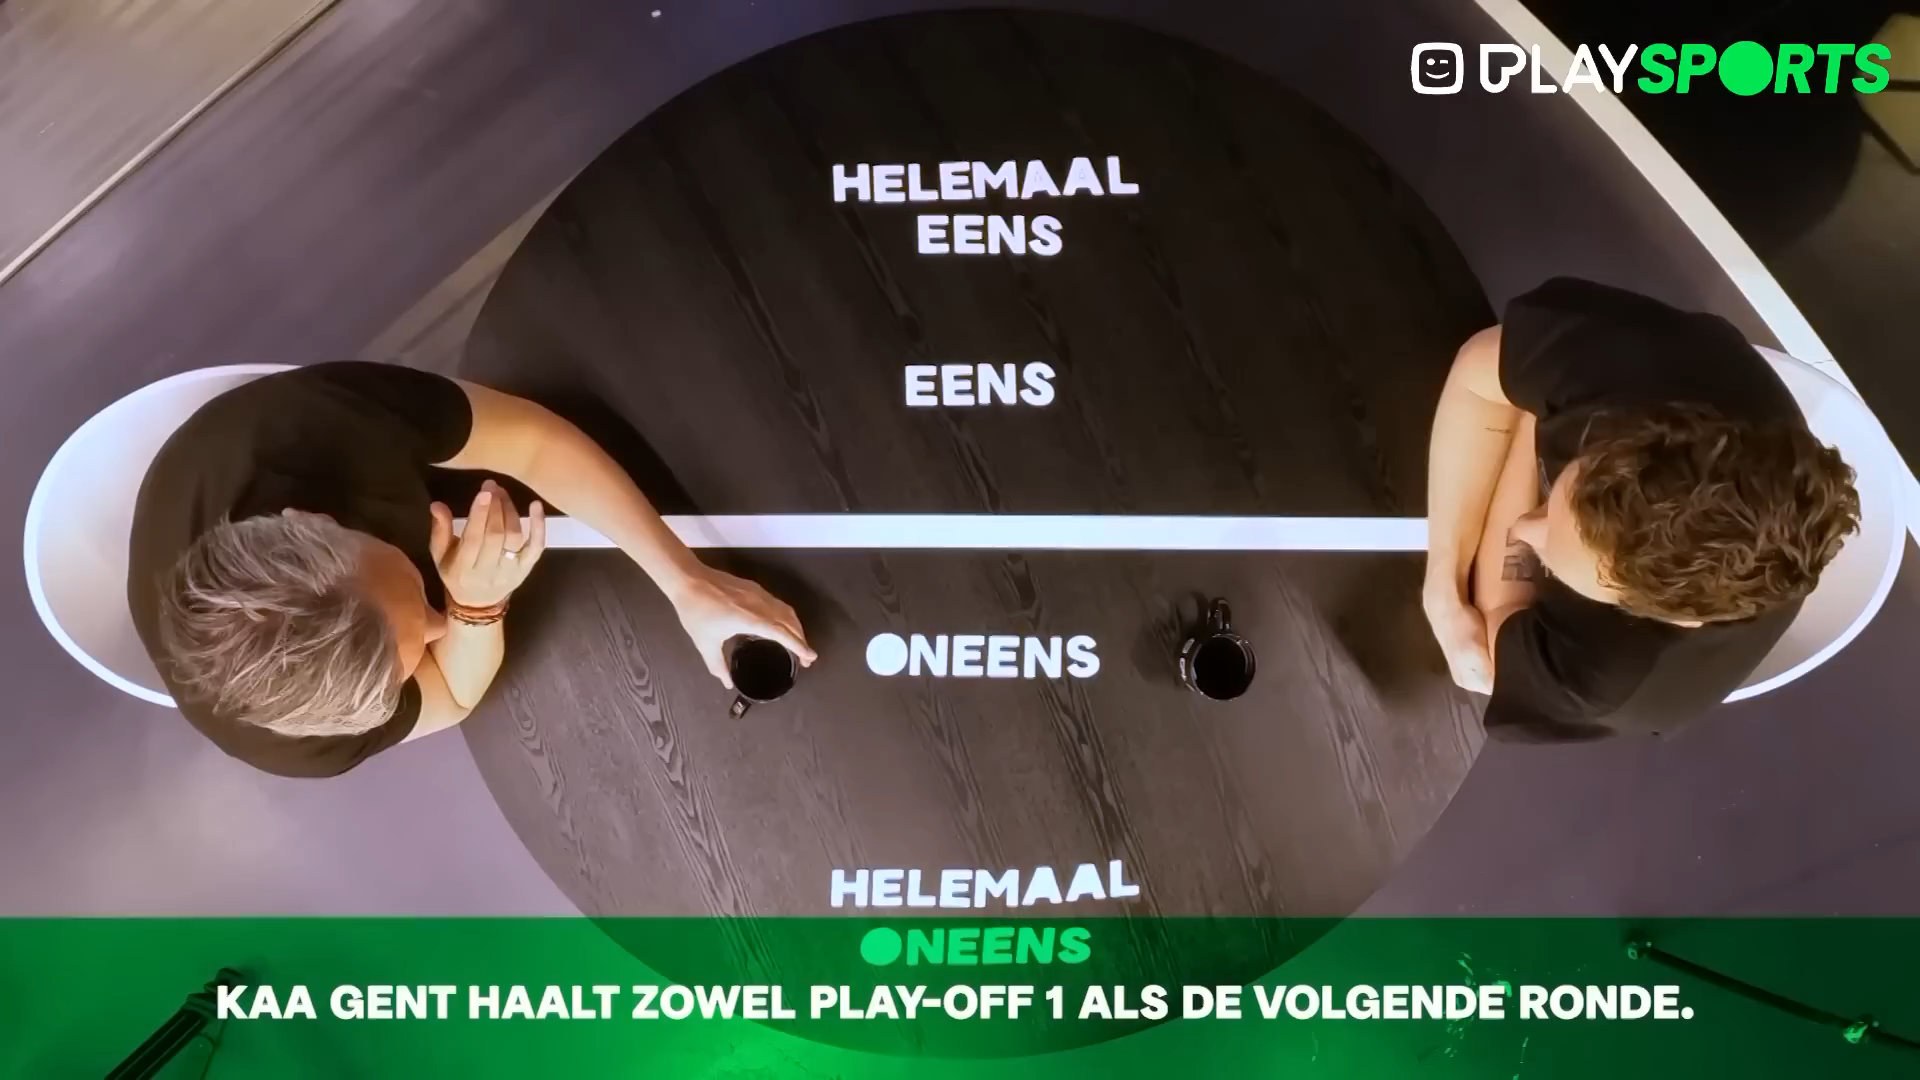 PLAYSPORTS
HELEMAAL
EENS
EENS
ONEENS
HELEMAAL
ONEENS
KAA GENT HAALT ZOWEL PLAY-OFF 1 ALS DE VOLGENDE RONDE.